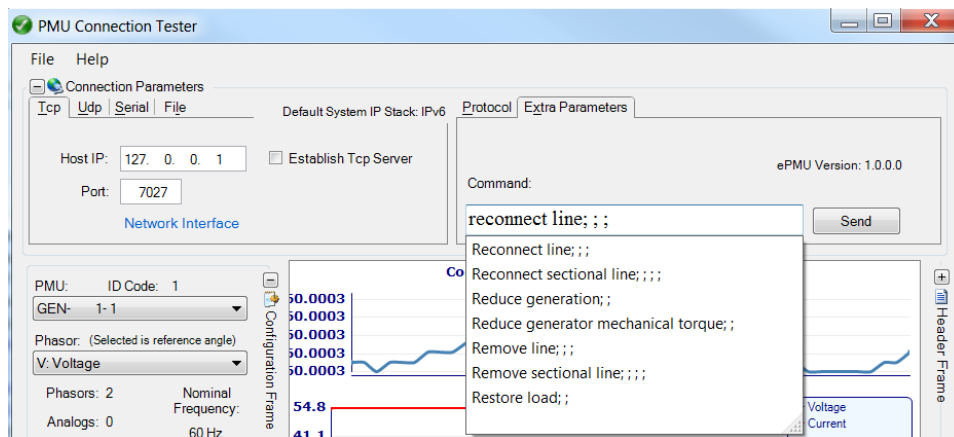 PMU Connection Tester
File Help
Connection Parameters
Tcp Udp Serial File
Default System IP Stack: IPv6
Protocol Extra Parameters
Host IP: 127. 0. 0. 1
Establish Tcp Server
ePMU Version: 1.0.0.0
Port: 7027
Command:
Network Interface
reconnect line; ; ;
Send
Reconnect line; ; ;
Reconnect sectional line; ; ; ;
Reduce generation; ;
Reduce generator mechanical torque; ;
Remove line; ; ;
Remove sectional line; ; ; ;
Restore load; ;
PMU: ID Code: 1
GEN- 1- 1
Phasor: (Selected is reference angle)
V: Voltage
Phasors: 2
Nominal
Frequency:
Analogs: 0
60 Hz
Configuration Frame
Co
60.0003
60.0003
60.0003
60.0003
60.0003
54.8
41.1
Voltage
Current
Header Frame